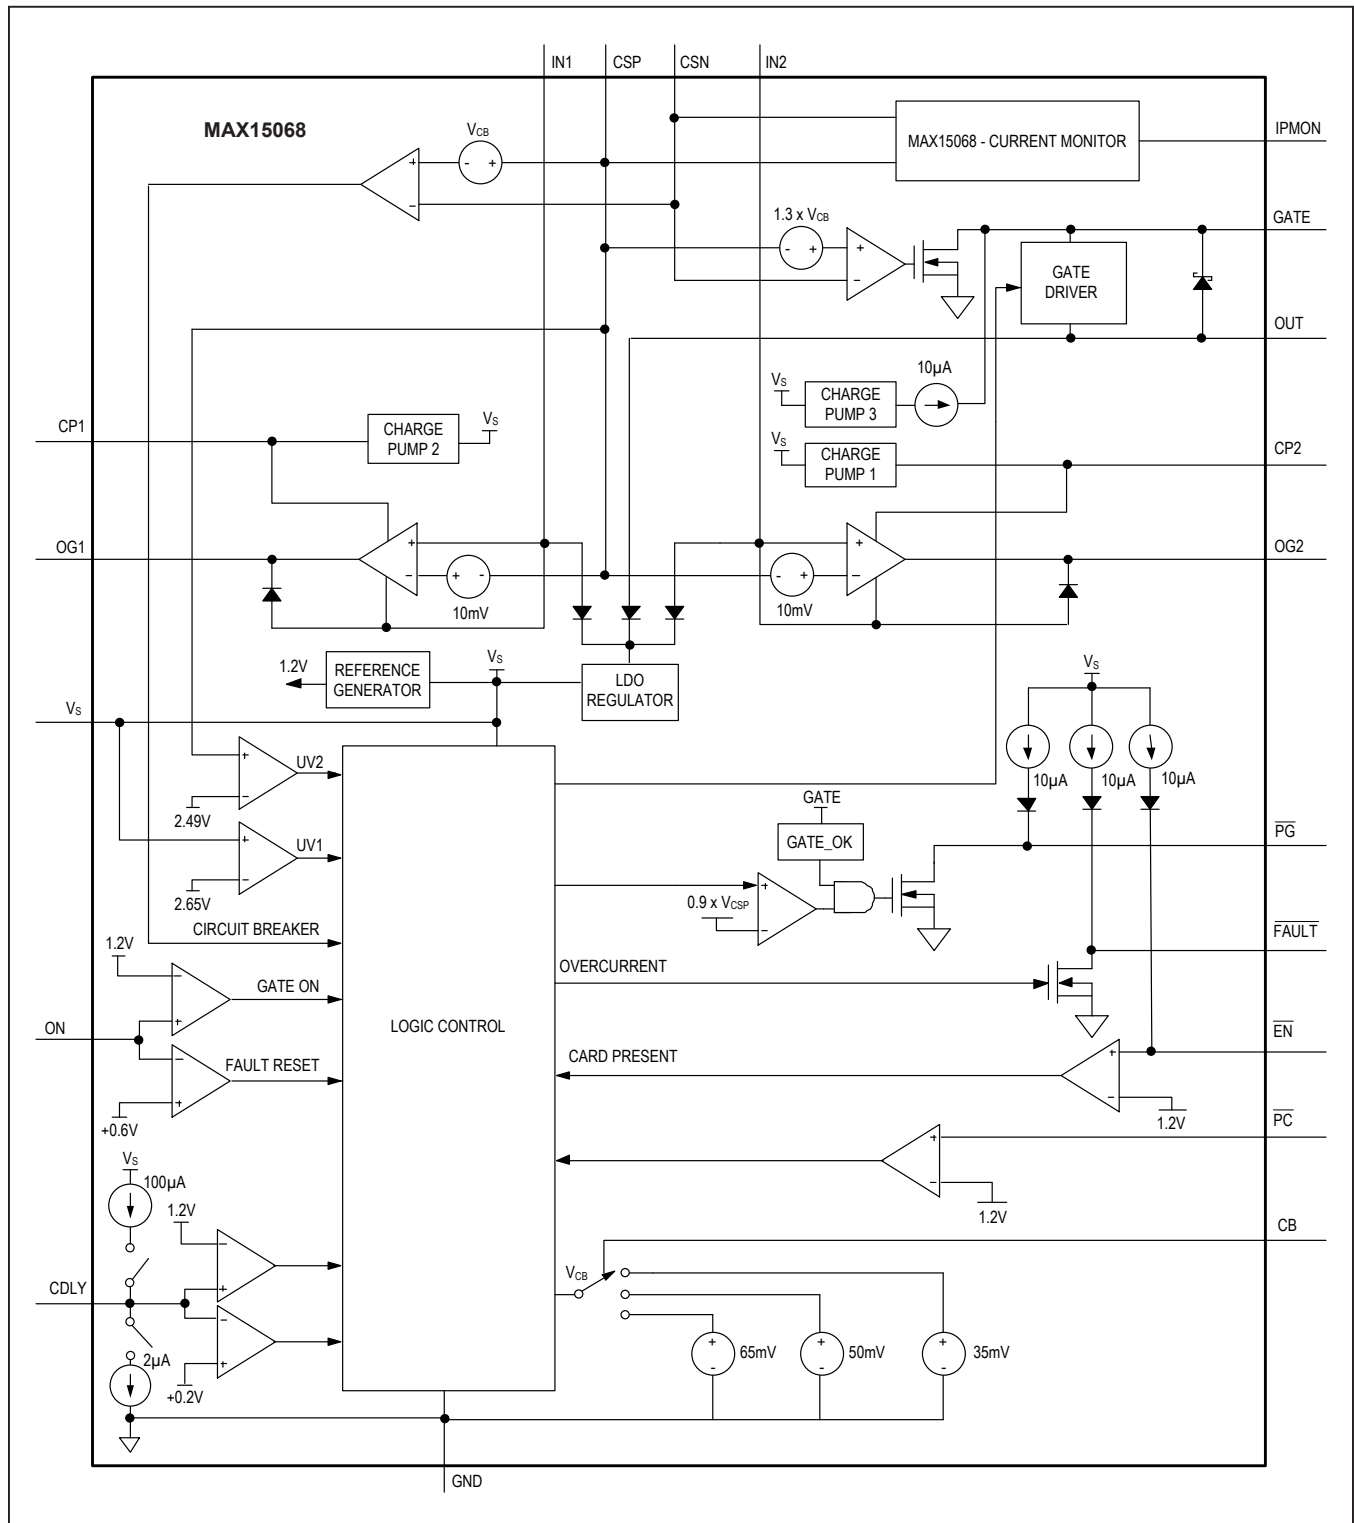 IN1
CSP
CSN
IN2
MAX15068
VCB
- +
+
-
MAX15068 - CURRENT MONITOR
IPMON
1.3 x VCB
- +
+
-
GATE
GATE
DRIVER
OUT
10µA
VS
CHARGE
PUMP 3
CP1
CHARGE
PUMP 2
VS
VS
CHARGE
PUMP 1
CP2
OG1
+
-
+ -
10mV
- +
10mV
+
-
OG2
1.2V
REFERENCE
GENERATOR
VS
LDO
REGULATOR
VS
VS
10µA
10µA
10µA
+
-
UV2
2.49V
+
-
UV1
2.65V
GATE
GATE_OK
PG
+
-
0.9 x VCSP
CIRCUIT BREAKER
FAULT
1.2V
-
+
GATE ON
OVERCURRENT
ON
LOGIC CONTROL
EN
-
+
FAULT RESET
+0.6V
CARD PRESENT
+
-
1.2V
PC
+
-
1.2V
VS
100µA
1.2V
-
+
CB
VCB
CDLY
-
+
+0.2V
2µA
+
-
65mV
+
-
50mV
+
-
35mV
GND